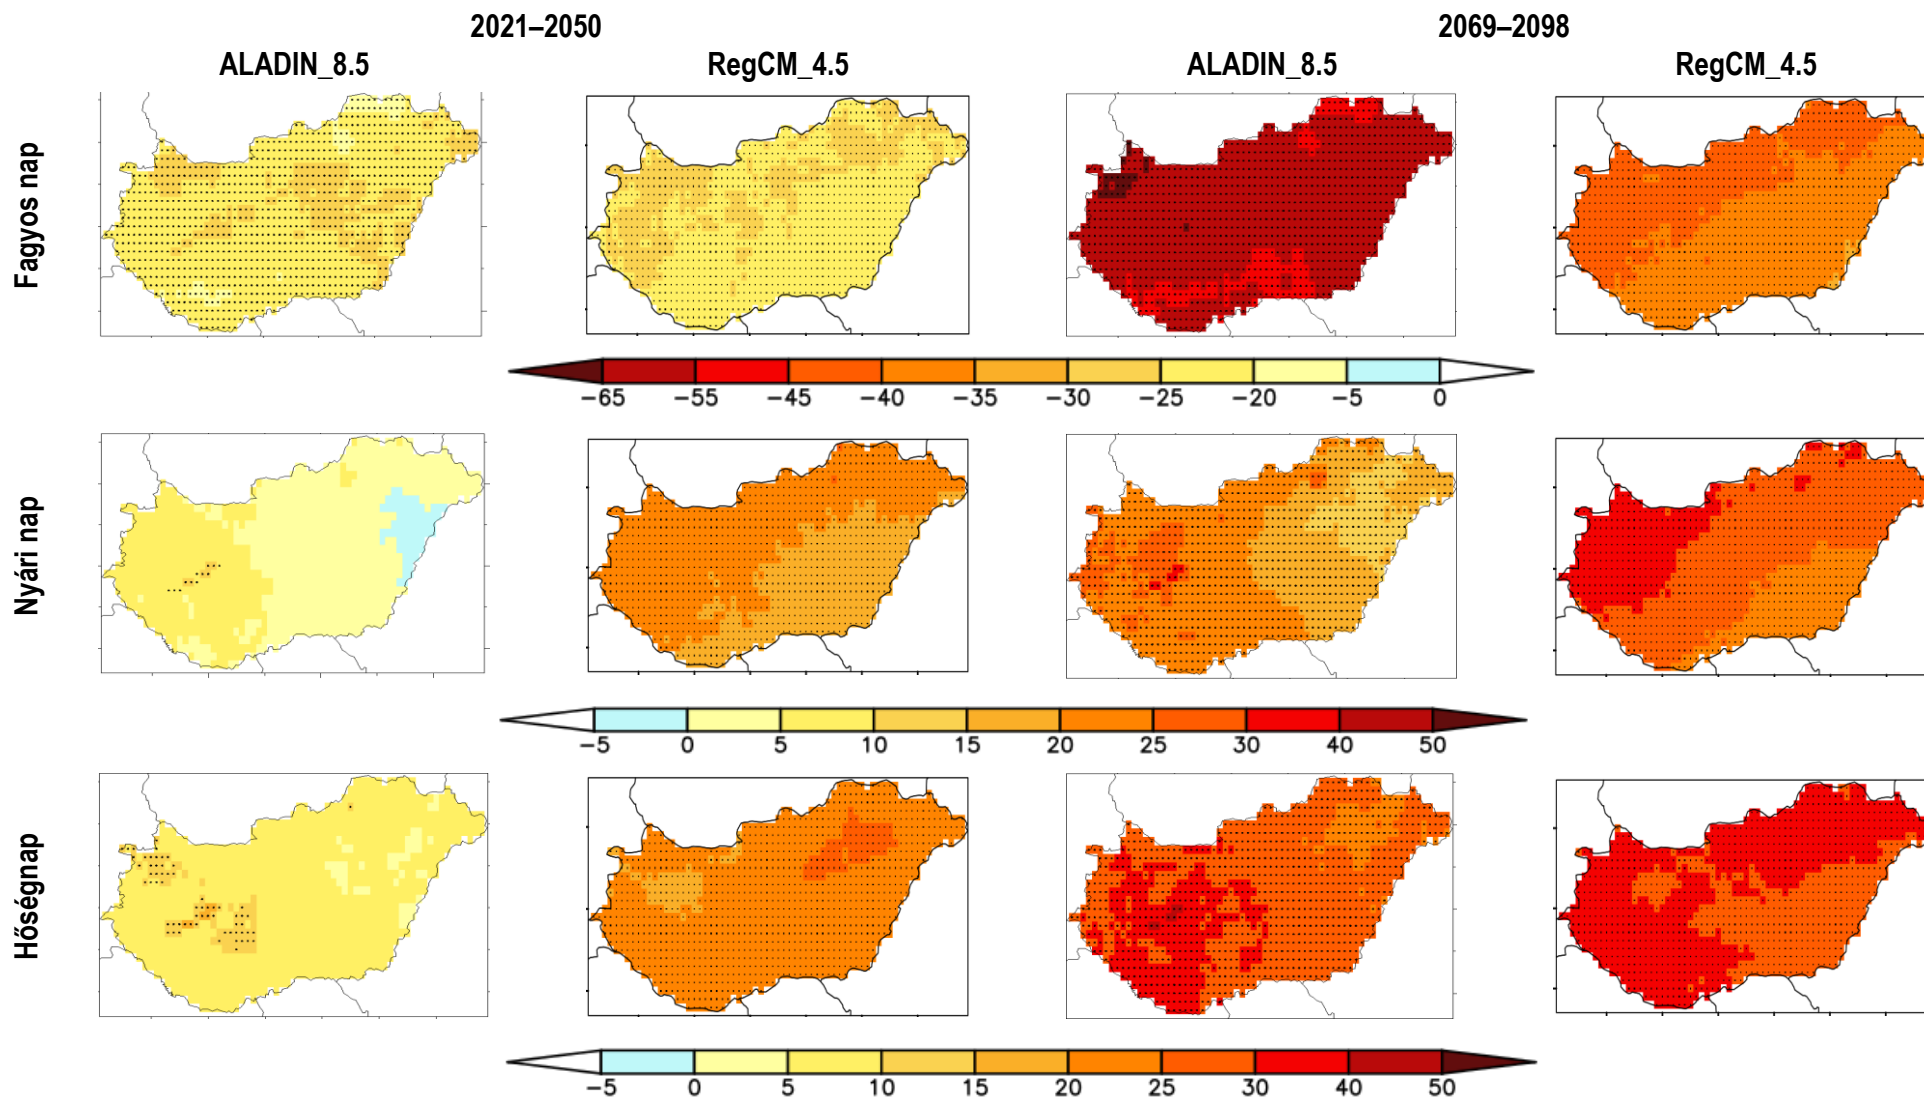 2021–2050 2069–2098
ALADIN_8.5 RegCM_4.5 ALADIN_8.5 RegCM_4.5
Fagyos nap
−65 −55 −45 −40 −35 −30 −25 −20 −5 0
Nyári nap
−5 0 5 10 15 20 25 30 40 50
Hőségnap
−5 0 5 10 15 20 25 30 40 50